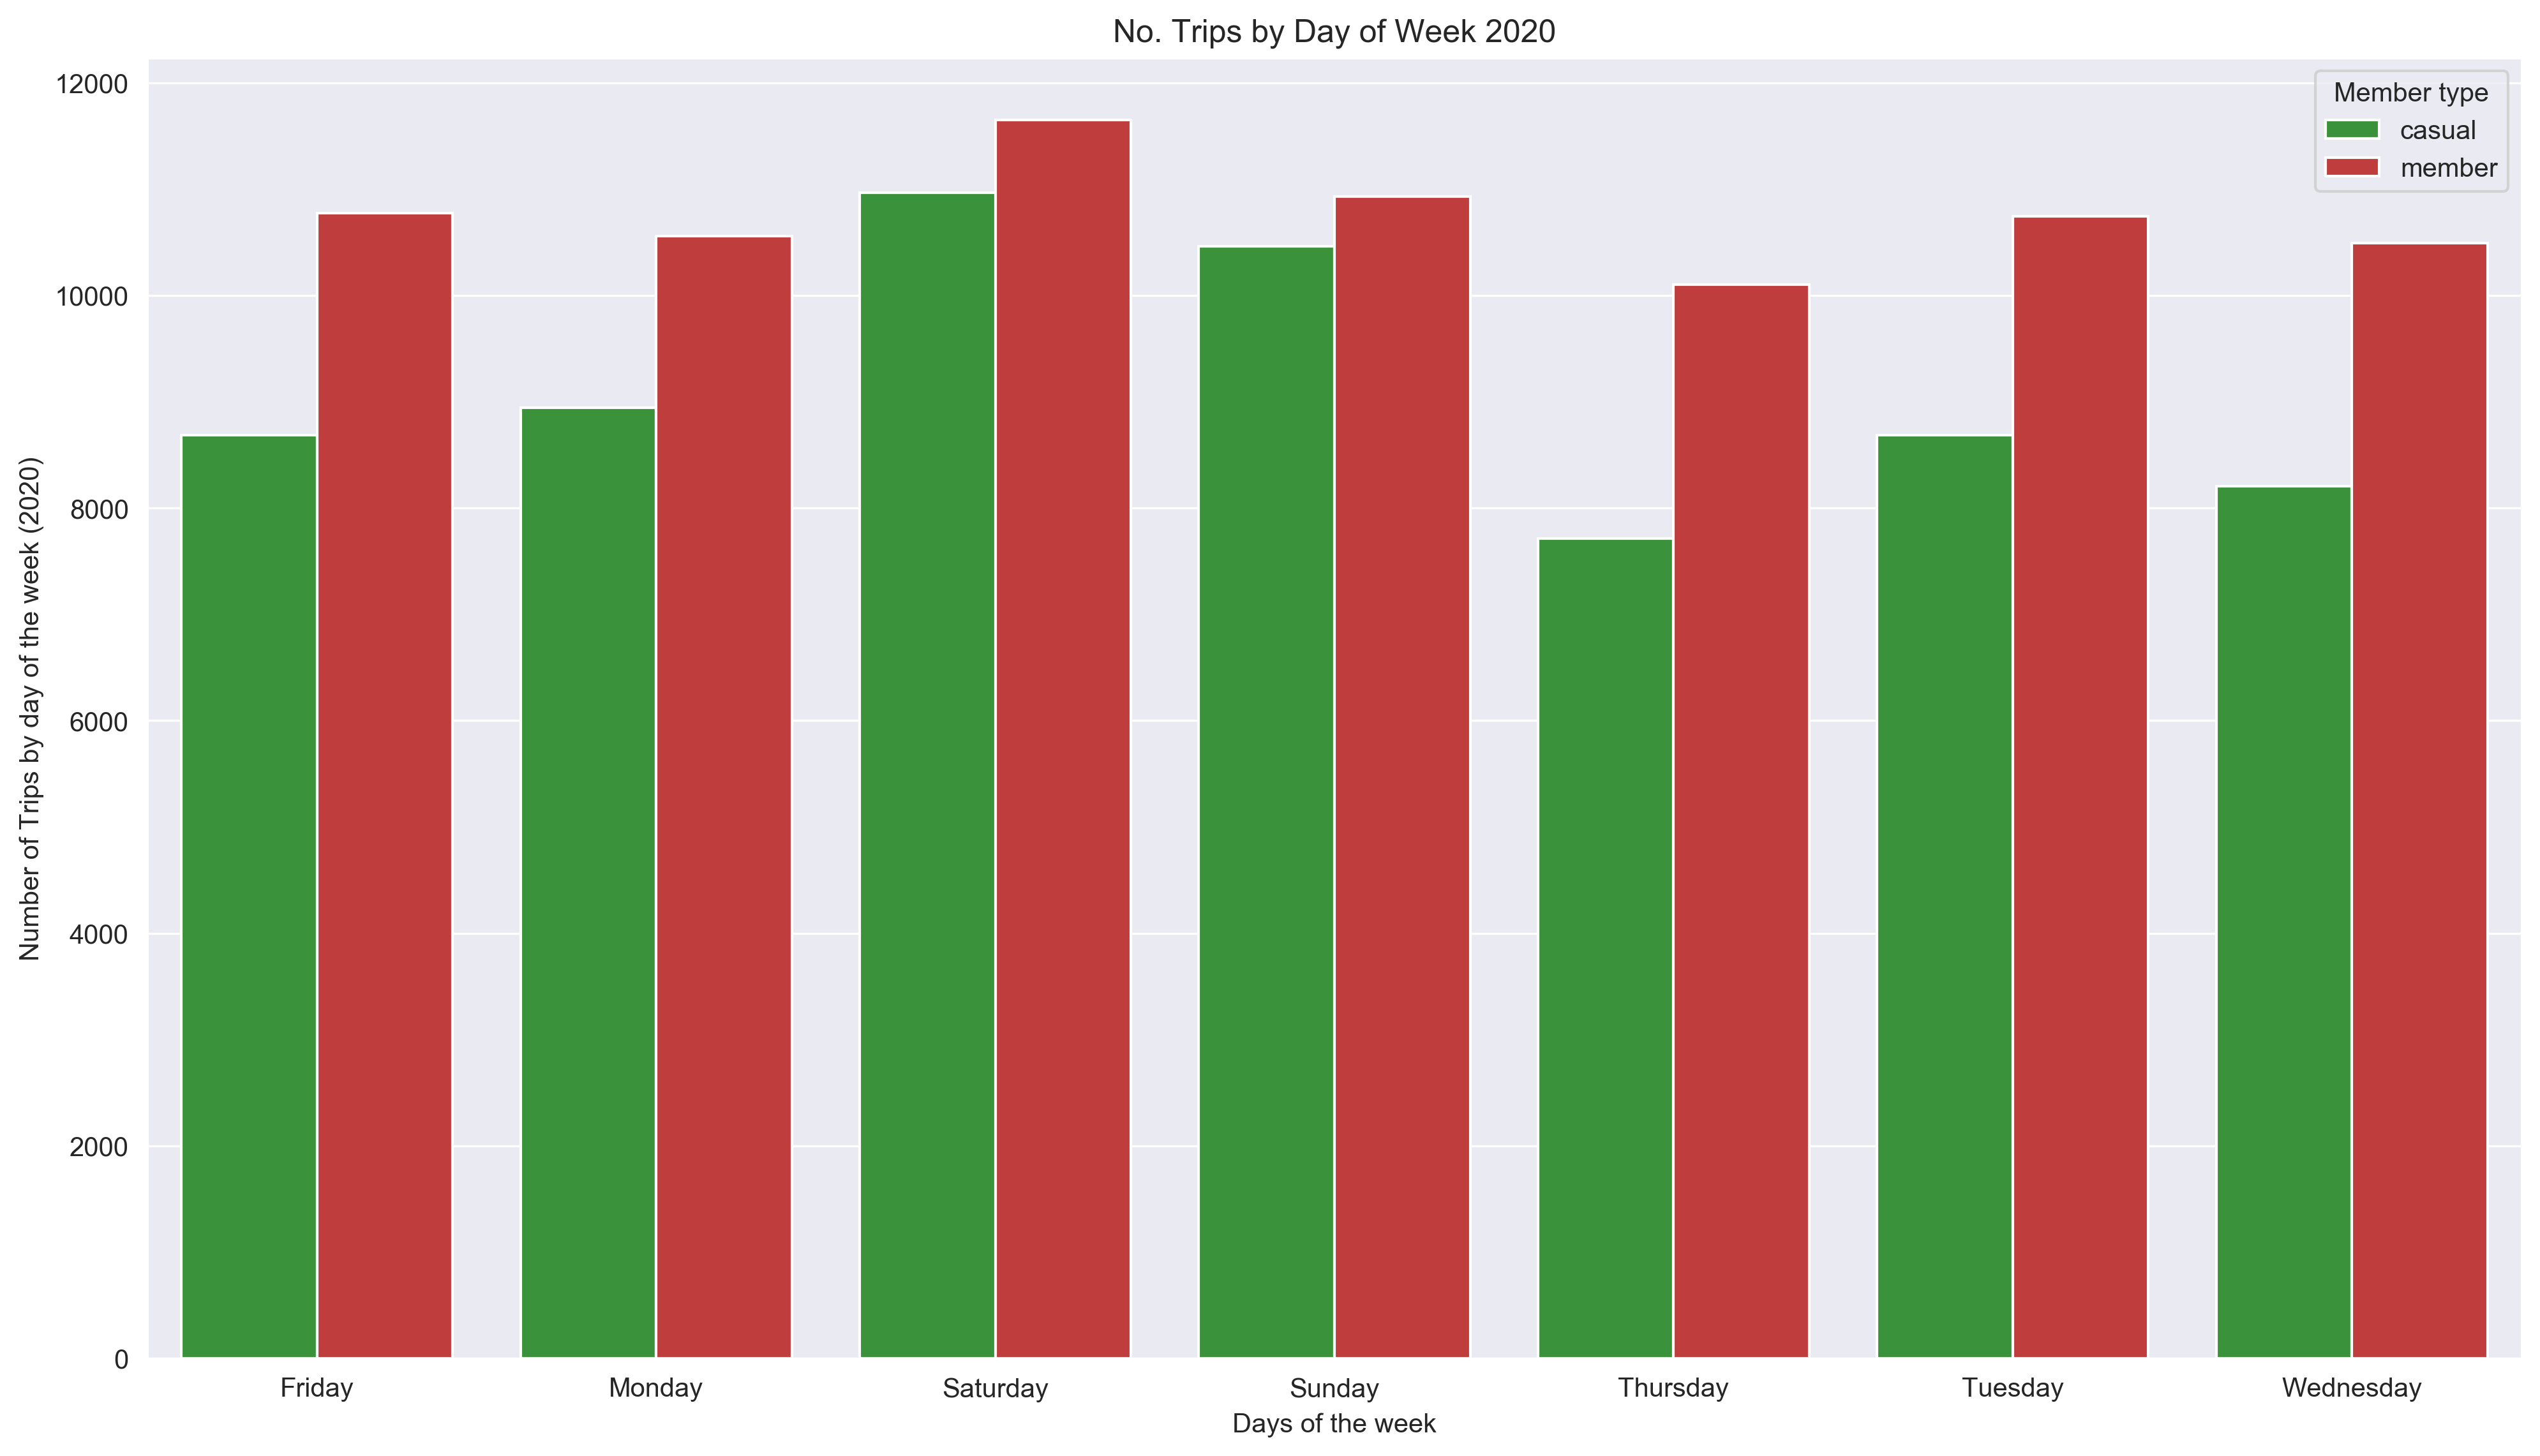 No. Trips by Day of Week 2020
Member type
casual
member
Number of Trips by day of the week (2020)
12000
10000
8000
6000
4000
2000
0
Friday Monday Saturday Sunday Thursday Tuesday Wednesday
Days of the week